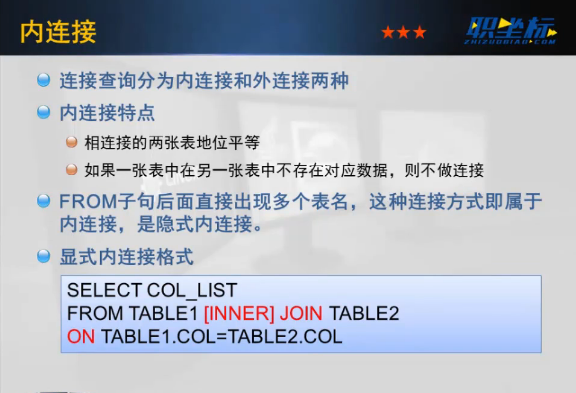 内连接
★★★
职坐标
ZHIZUOBIAO.COM
连接查询分为内连接和外连接两种
内连接特点
相连接的两张表地位平等
如果一张表中在另一张表中不存在对应数据，则不做连接
FROM子句后面直接出现多个表名，这种连接方式即属于
内连接，是隐式内连接。
显式内连接格式
SELECT COL_LIST
FROM TABLE1 [INNER] JOIN TABLE2
ON TABLE1.COL=TABLE2.COL